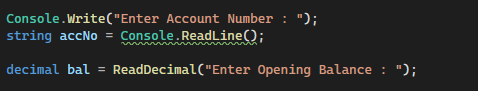 Console.Write("Enter Account Number : ");
string accNo = Console.ReadLine();
decimal bal = ReadDecimal("Enter Opening Balance : ");